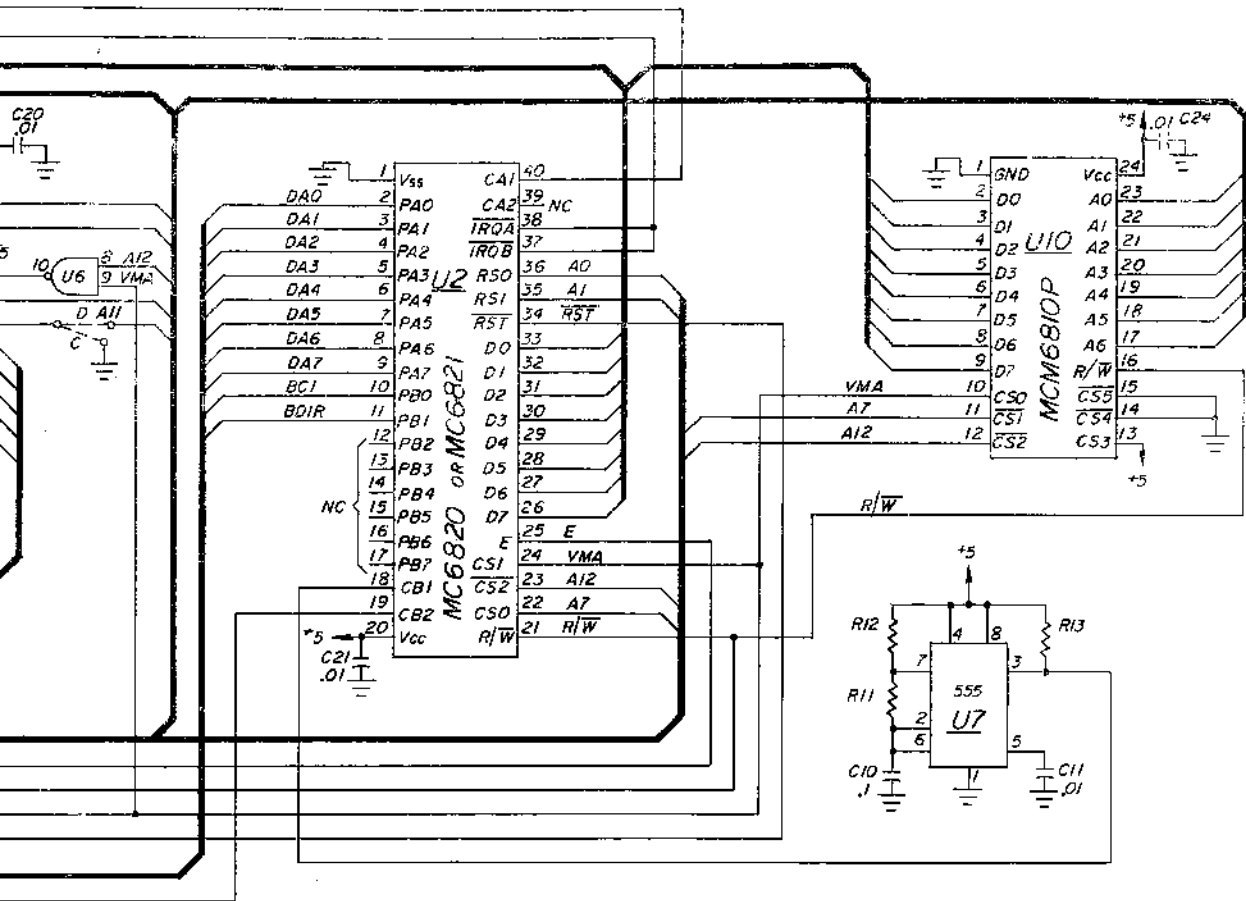 C20
.01
5
10 U6 8 A12
9 VMA
D A11
C
1 Vss CA1 40
DA0 2 PA0 CA2 39 NC
DA1 3 PA1 IRQA 38
DA2 4 PA2 IRQB 37
DA3 5 PA3 U2 RS0 36 A0
DA4 6 PA4 RS1 35 A1
DA5 7 PA5 RST 34 RST
DA6 8 PA6 D0 33
DA7 9 PA7 D1 32
BC1 10 PB0 D2 31
BDIR 11 PB1 D3 30
12 PB2 D4 29
13 PB3 D5 28
14 PB4 D6 27
NC 15 PB5 D7 26
16 PB6 E 25 E
17 PB7 CS1 24 VMA
18 CB1 CS2 23 A12
19 CB2 CS0 22 A7
+5 20 Vcc R/W 21 R/W
C21
.01
MC6820 OR MC6821
+5 .01 C24
1 GND Vcc 24
2 D0 A0 23
3 D1 A1 22
4 D2 U10 A2 21
5 D3 A3 20
6 D4 A4 19
7 D5 A5 18
8 D6 A6 17
9 D7 R/W 16
VMA 10 CS0 CS5 15
A7 11 CS1 CS4 14
A12 12 CS2 CS3 13
MCM6810P
+5
R/W
+5
R12 4 8 R13
7 3
R11 555
2 U7
6 5
C10 1 C11
.1 .01